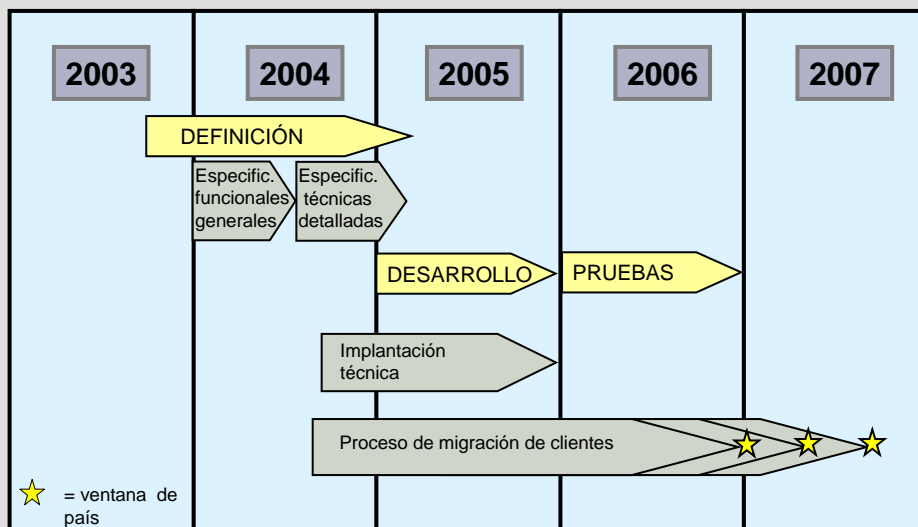 2003
2004
2005
2006
2007
DEFINICIÓN
Especific.
funcionales
generales
Especific.
técnicas
detalladas
DESARROLLO
PRUEBAS
Implantación
técnica
Proceso de migración de clientes
= ventana de
país